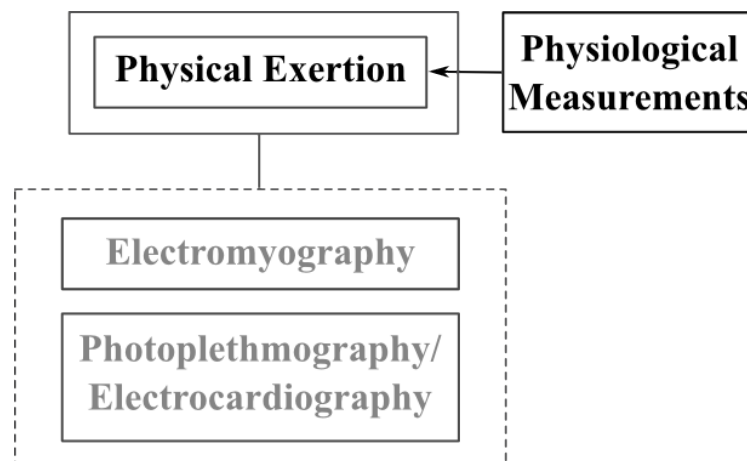 Physical Exertion
Physiological
Measurements
Electromyography
Photoplethmography/
Electrocardiography